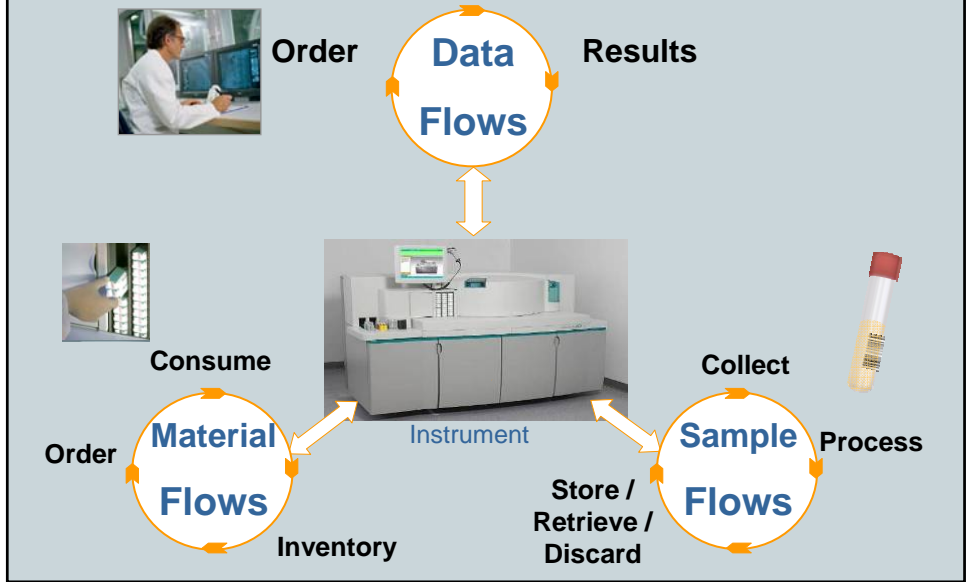 Order
Data
Flows
Results
Instrument
Consume
Order
Material
Flows
Inventory
Collect
Sample
Flows
Process
Store /
Retrieve /
Discard